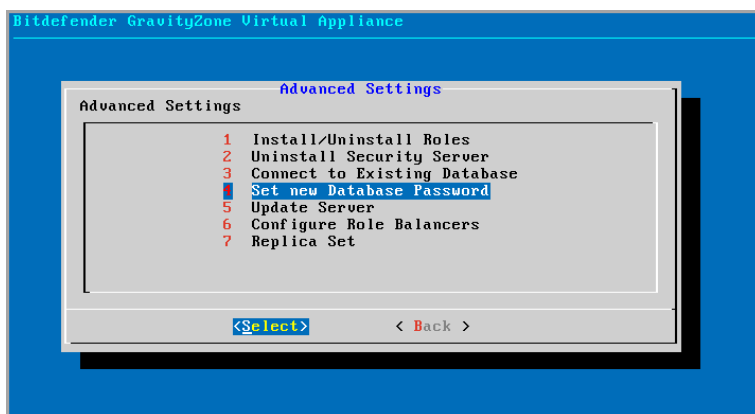 Bitdefender GravityZone Virtual Appliance
Advanced Settings
Advanced Settings
1 Install/Uninstall Roles
2 Uninstall Security Server
3 Connect to Existing Database
4 Set new Database Password
5 Update Server
6 Configure Role Balancers
7 Replica Set
<Select> < Back >